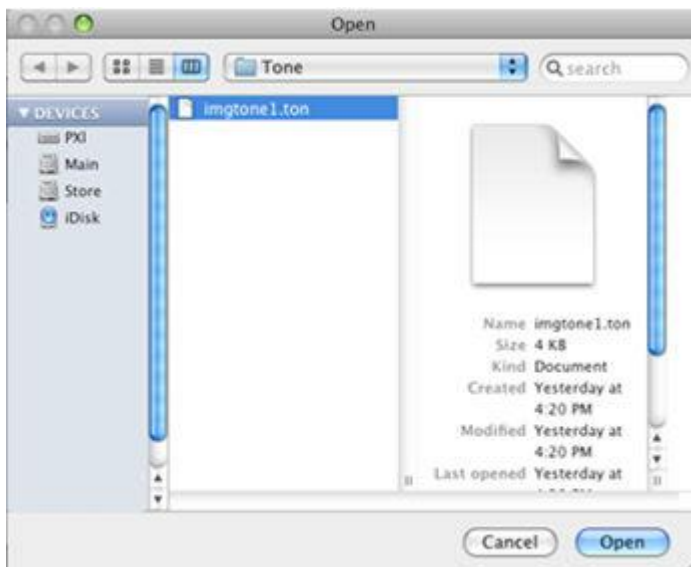 Open
Tone
search
DEVICES
PXI
Main
Store
iDisk
imgtone1.ton
Name imgtone1.ton
Size 4 KB
Kind Document
Created Yesterday at
4:20 PM
Modified Yesterday at
4:20 PM
Last opened Yesterday at
Cancel
Open